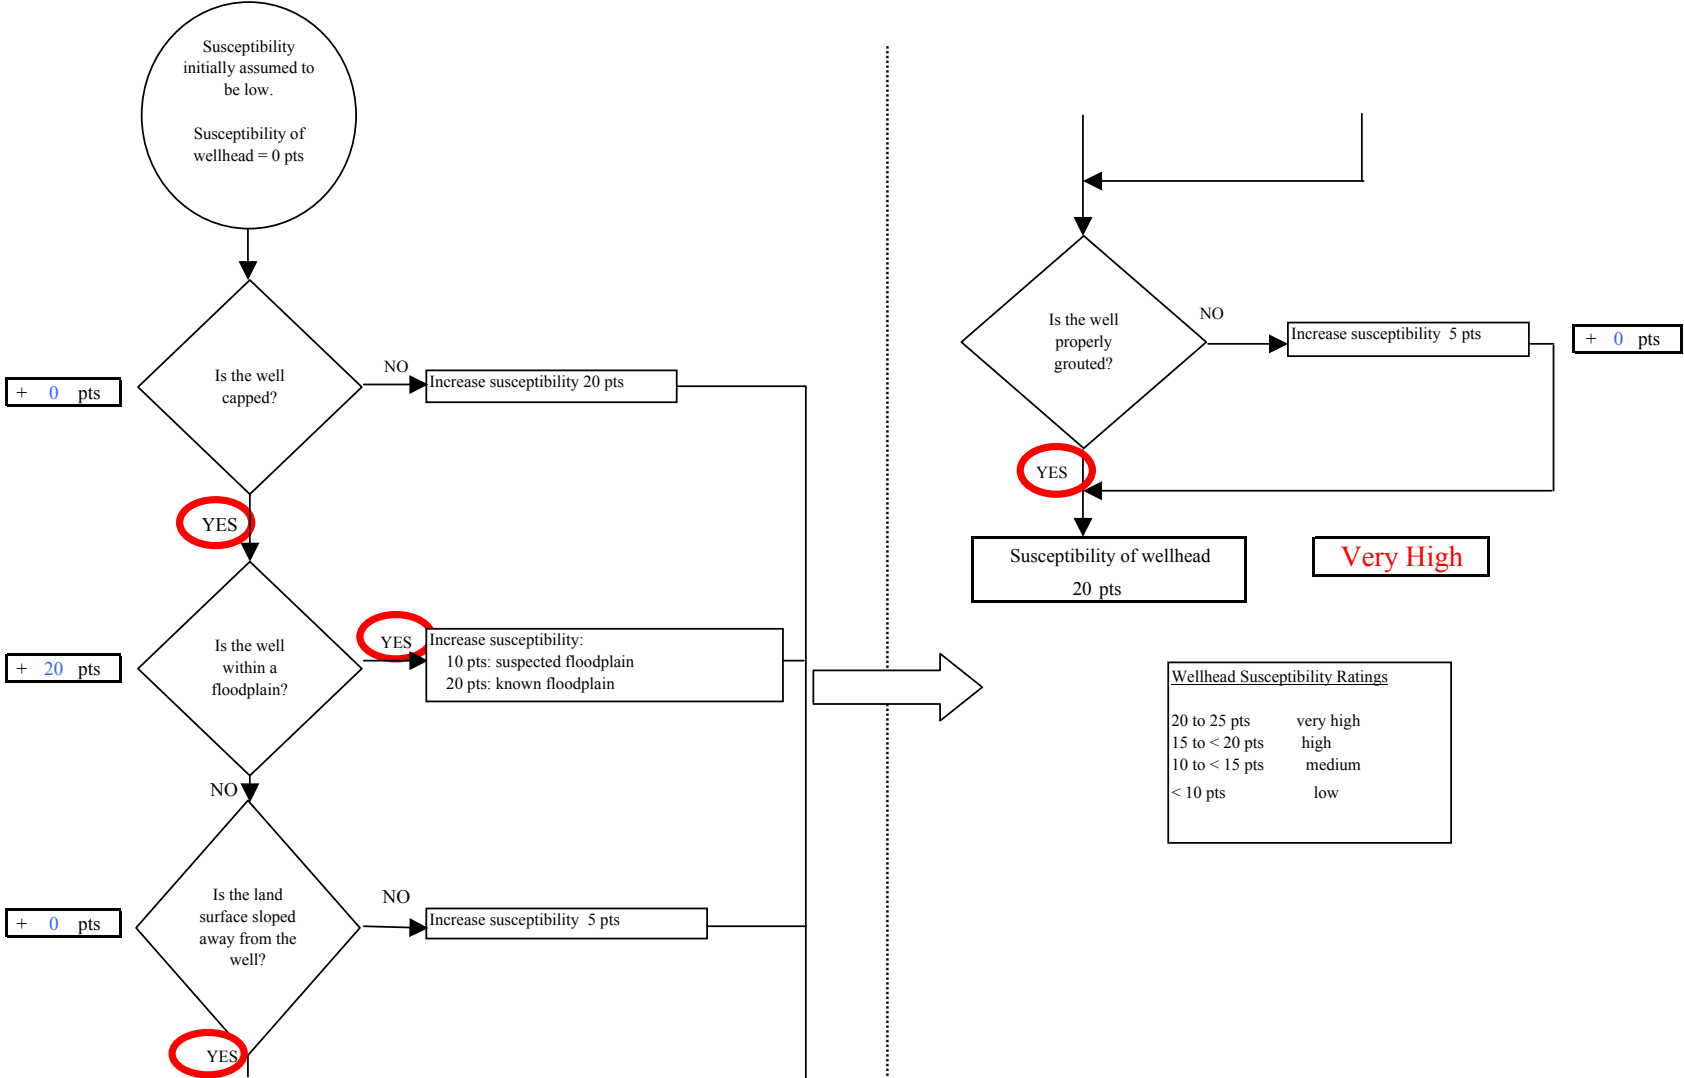 Susceptibility
initially assumed to
be low.
Susceptibility of
wellhead = 0 pts
Is the well
capped?
NO
Increase susceptibility 20 pts
+ 0 pts
YES
Is the well
within a
floodplain?
YES
Increase susceptibility:
10 pts: suspected floodplain
20 pts: known floodplain
+ 20 pts
NO
Is the land
surface sloped
away from the
well?
NO
Increase susceptibility 5 pts
+ 0 pts
YES
Is the well
properly
grouted?
NO
Increase susceptibility 5 pts
+ 0 pts
YES
Susceptibility of wellhead
20 pts
Very High
Wellhead Susceptibility Ratings
20 to 25 pts very high
15 to < 20 pts high
10 to < 15 pts medium
< 10 pts low